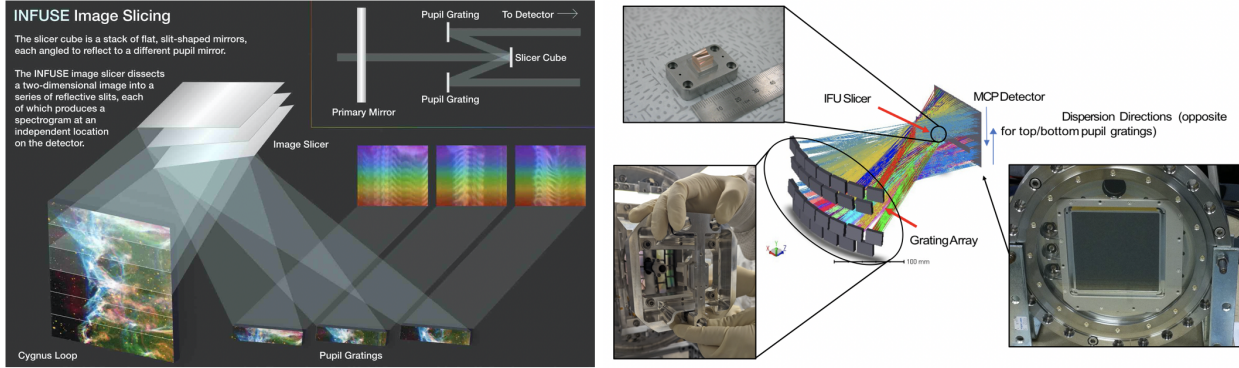 INFUSE Image Slicing
The slicer cube is a stack of flat, slit-shaped mirrors,
each angled to reflect to a different pupil mirror.
The INFUSE image slicer dissects
a two-dimensional image into a
series of reflective slits, each
of which produces a
spectrogram at an
independent location
on the detector.
Pupil Grating
To Detector
Slicer Cube
Primary Mirror
Pupil Grating
Image Slicer
Cygnus Loop
Pupil Gratings
IFU Slicer
MCP Detector
Dispersion Directions (opposite
for top/bottom pupil gratings)
Grating Array
100 mm